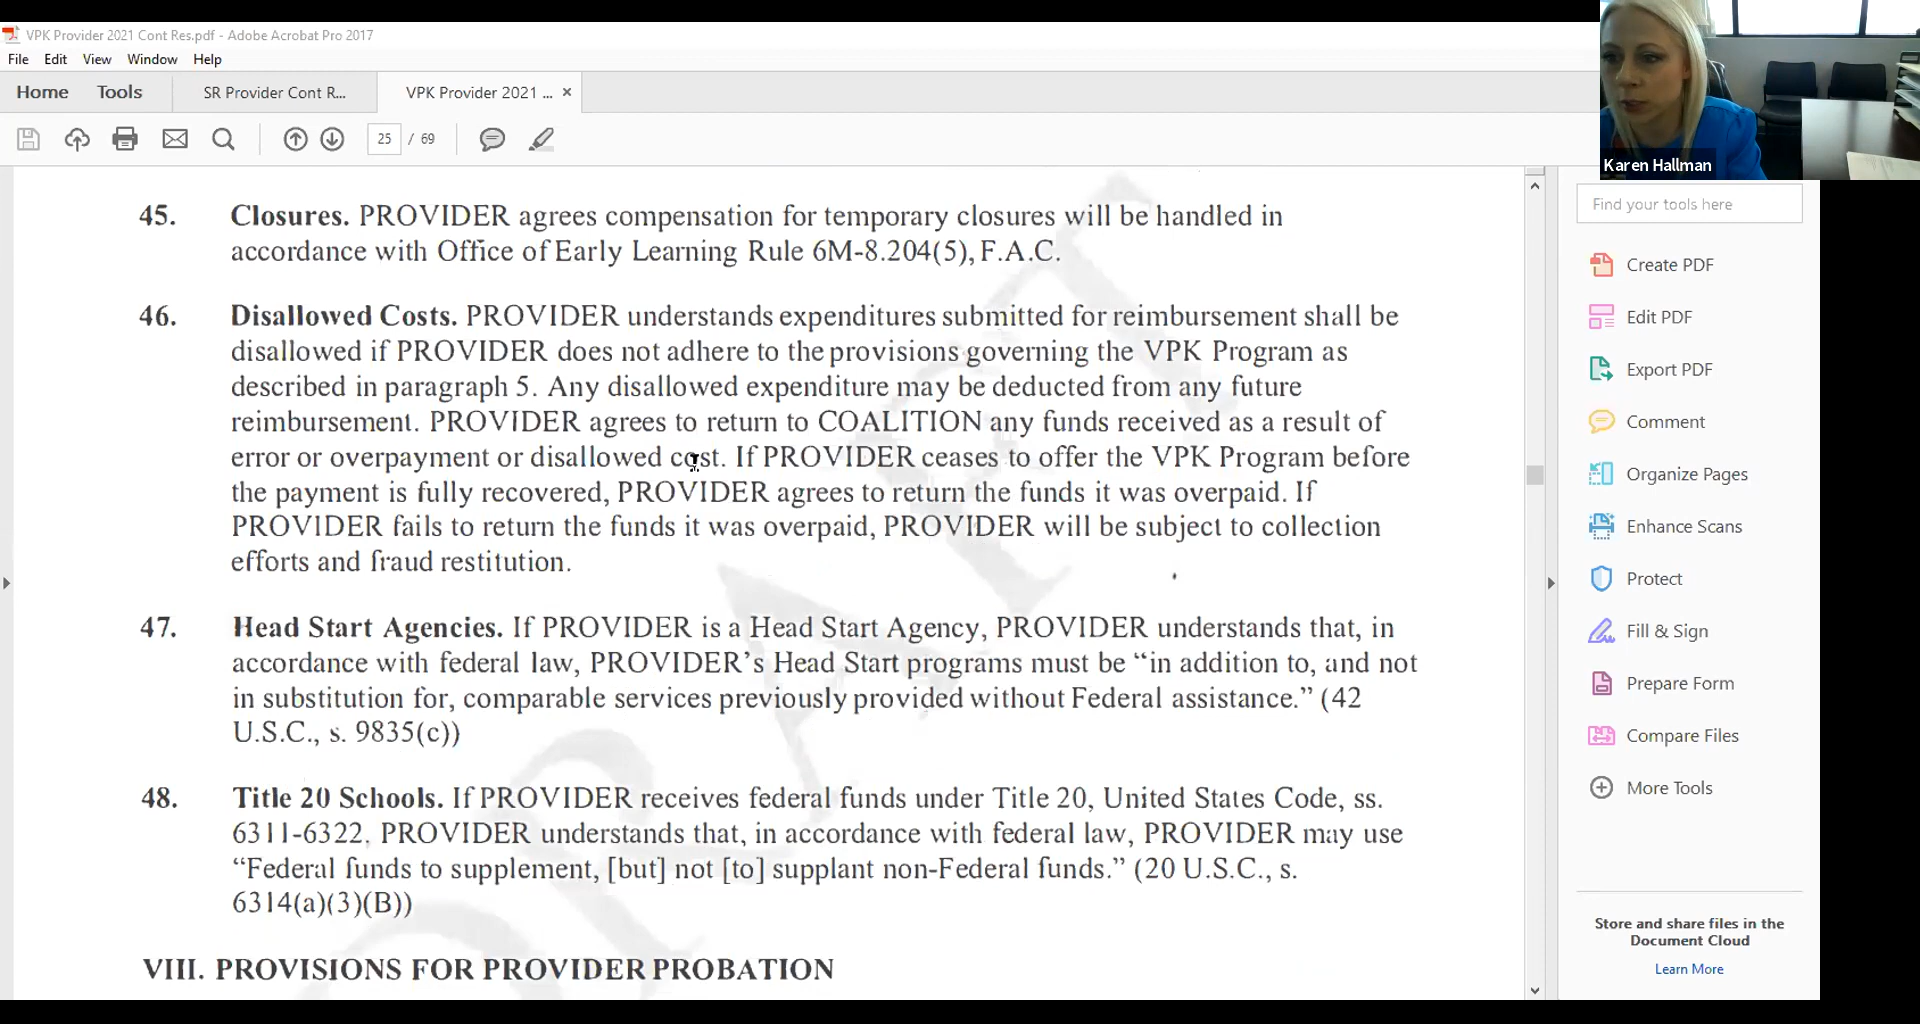 VPK Provider 2021 Cont Res.pdf - Adobe Acrobat Pro 2017
File Edit View Window Help
Home Tools SR Provider Cont R... VPK Provider 2021 ... ×
25 / 69
Karen Hallman
45. Closures. PROVIDER agrees compensation for temporary closures will be handled in
accordance with Office of Early Learning Rule 6M-8.204(5), F.A.C.
46. Disallowed Costs. PROVIDER understands expenditures submitted for reimbursement shall be
disallowed if PROVIDER does not adhere to the provisions governing the VPK Program as
described in paragraph 5. Any disallowed expenditure may be deducted from any future
reimbursement. PROVIDER agrees to return to COALITION any funds received as a result of
error or overpayment or disallowed cost. If PROVIDER ceases to offer the VPK Program before
the payment is fully recovered, PROVIDER agrees to return the funds it was overpaid. If
PROVIDER fails to return the funds it was overpaid, PROVIDER will be subject to collection
efforts and fraud restitution.
47. Head Start Agencies. If PROVIDER is a Head Start Agency, PROVIDER understands that, in
accordance with federal law, PROVIDER’s Head Start programs must be “in addition to, and not
in substitution for, comparable services previously provided without Federal assistance.” (42
U.S.C., s. 9835(c))
48. Title 20 Schools. If PROVIDER receives federal funds under Title 20, United States Code, ss.
6311-6322, PROVIDER understands that, in accordance with federal law, PROVIDER may use
“Federal funds to supplement, [but] not [to] supplant non-Federal funds.” (20 U.S.C., s.
6314(a)(3)(B))
VIII. PROVISIONS FOR PROVIDER PROBATION
DRAFT
Find your tools here
Create PDF
Edit PDF
Export PDF
Comment
Organize Pages
Enhance Scans
Protect
Fill & Sign
Prepare Form
Compare Files
More Tools
Store and share files in the
Document Cloud
Learn More